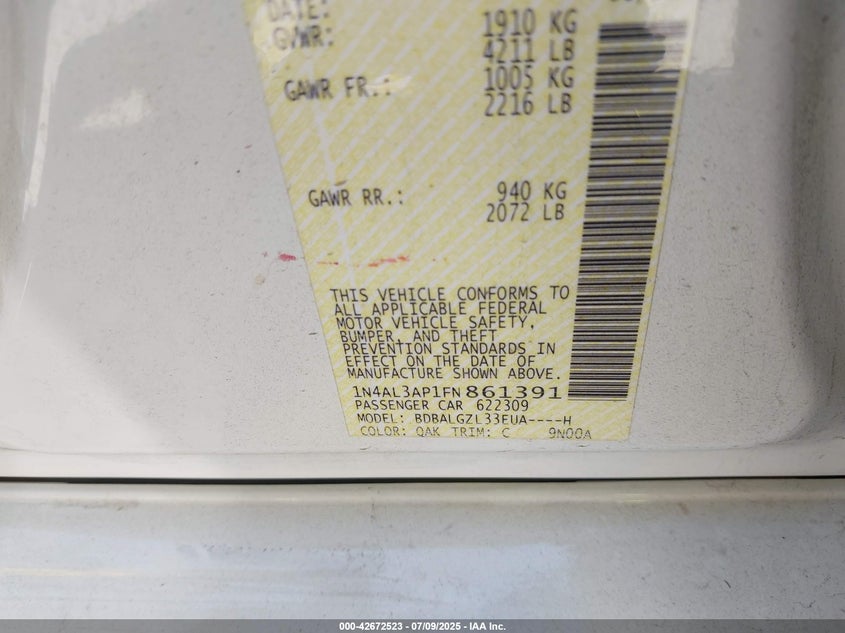 DATE:
GVWR: 1910 KG
4211 LB
GAWR FR.: 1005 KG
2216 LB
GAWR RR.: 940 KG
2072 LB
THIS VEHICLE CONFORMS TO
ALL APPLICABLE FEDERAL
MOTOR VEHICLE SAFETY,
BUMPER, AND THEFT
PREVENTION STANDARDS IN
EFFECT ON THE DATE OF
MANUFACTURE SHOWN ABOVE.
1N4AL3AP1FN861391
PASSENGER CAR 622309
MODEL: BDBALGZL33EUA----H
COLOR: QAK TRIM: C 9N00A
000-42672523 - 07/09/2025 - IAA Inc.